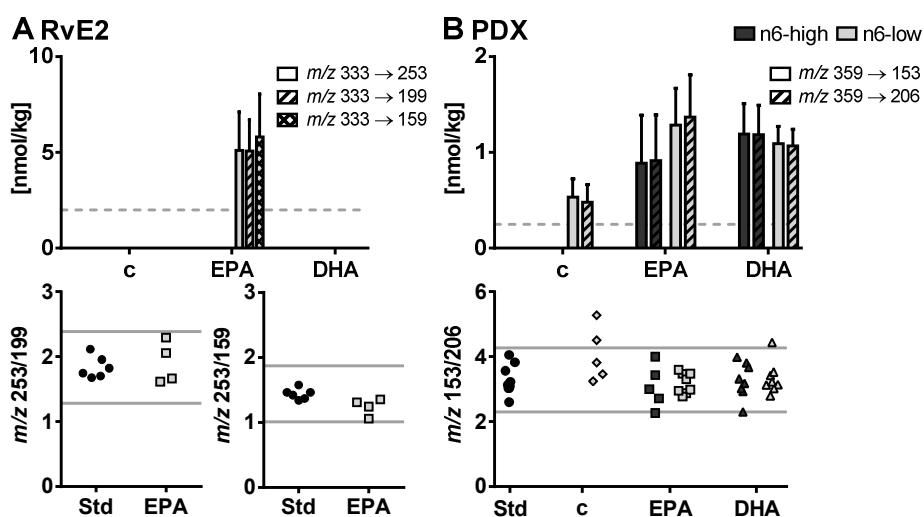 A RvE2
10
5
0
[nmol/kg]
m/z 333 → 253
m/z 333 → 199
m/z 333 → 159
c
EPA
DHA
B PDX
n6-high
n6-low
2
1
0
[nmol/kg]
m/z 359 → 153
m/z 359 → 206
c
EPA
DHA
3
2
1
0
m/z 253/199
Std
EPA
3
2
1
0
m/z 253/159
Std
EPA
6
4
2
0
m/z 153/206
Std
c
EPA
DHA